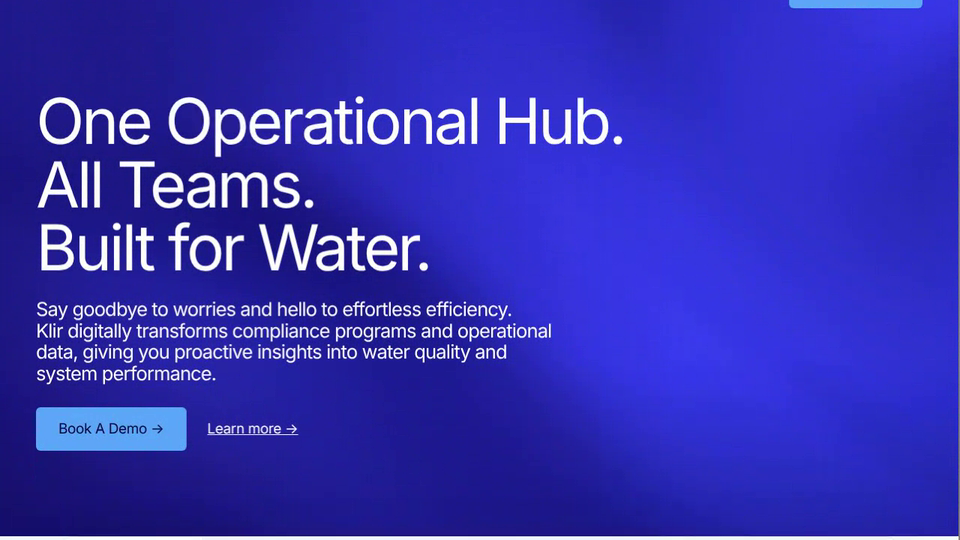 One Operational Hub.
All Teams.
Built for Water.
Say goodbye to worries and hello to effortless efficiency.
Klir digitally transforms compliance programs and operational
data, giving you proactive insights into water quality and
system performance.
Book A Demo →
Learn more →